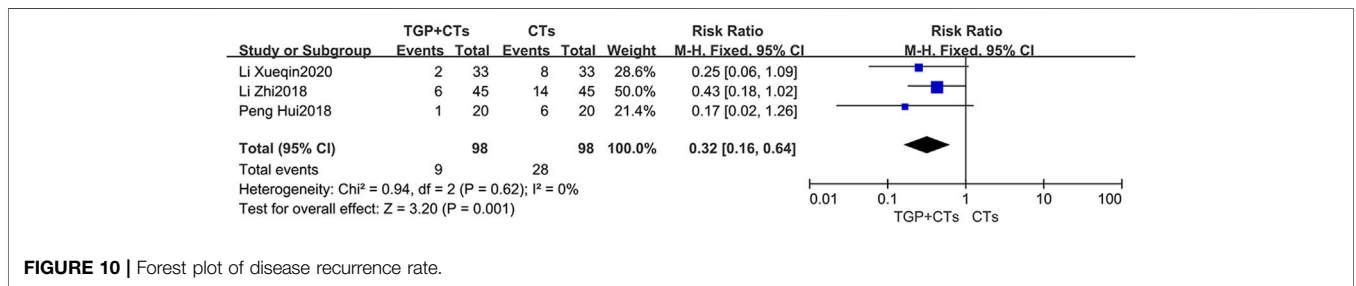 TGP+CTs CTs Risk Ratio Risk Ratio
Study or Subgroup Events Total Events Total Weight M-H, Fixed, 95% CI M-H, Fixed, 95% CI
Li Xueqin2020 2 33 8 33 28.6% 0.25 [0.06, 1.09]
Li Zhi2018 6 45 14 45 50.0% 0.43 [0.18, 1.02]
Peng Hui2018 1 20 6 20 21.4% 0.17 [0.02, 1.26]
Total (95% CI) 98 98 100.0% 0.32 [0.16, 0.64]
Total events 9 28
Heterogeneity: Chi² = 0.94, df = 2 (P = 0.62); I² = 0%
Test for overall effect: Z = 3.20 (P = 0.001)
0.01 0.1 1 10 100
TGP+CTs CTs
FIGURE 10 | Forest plot of disease recurrence rate.